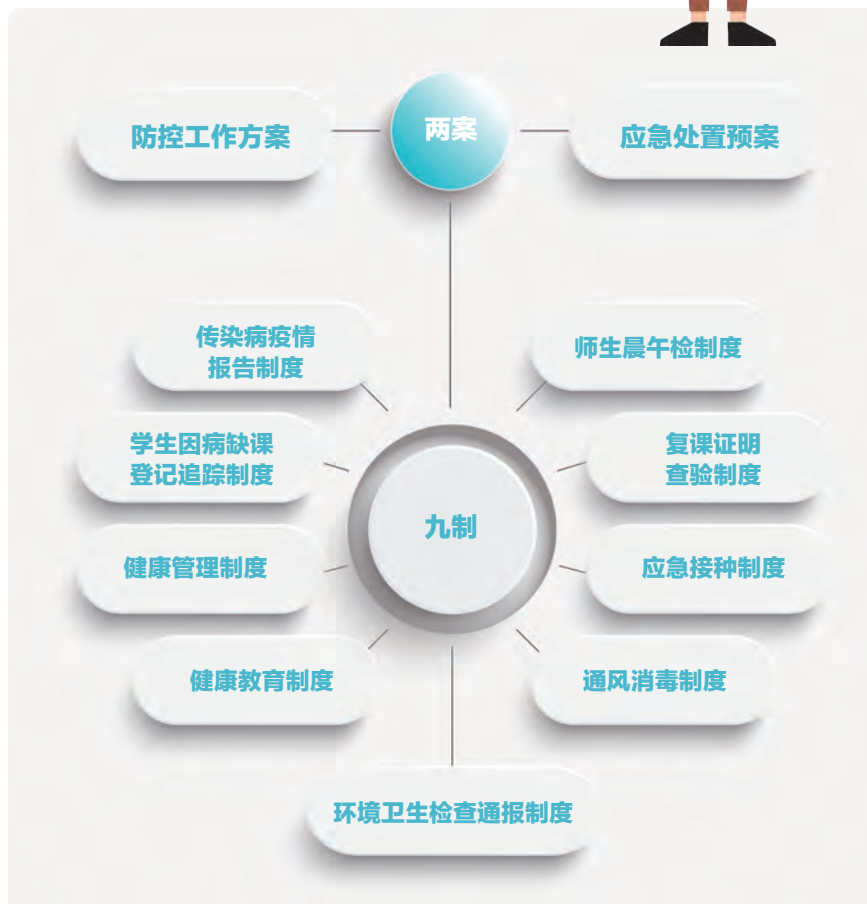 防控工作方案
两案
应急处置预案
传染病疫情
报告制度
师生晨午检制度
学生因病缺课
登记追踪制度
复课证明
查验制度
九制
健康管理制度
应急接种制度
健康教育制度
通风消毒制度
环境卫生检查通报制度